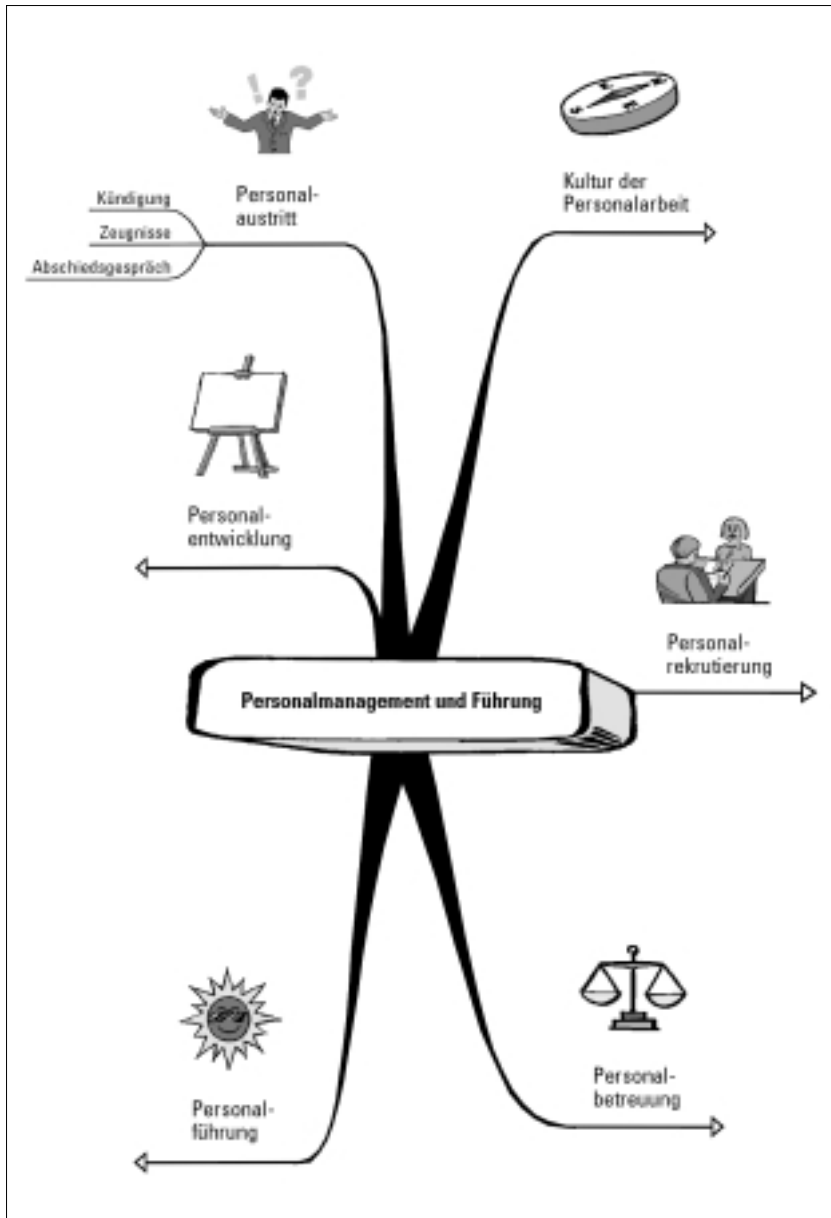 ! ?
Personal-
austritt
Kündigung
Zeugnisse
Abschiedsgespräch
Kultur der
Personalarbeit
Personal-
entwicklung
Personal-
rekrutierung
Personalmanagement und Führung
Personal-
führung
Personal-
betreuung